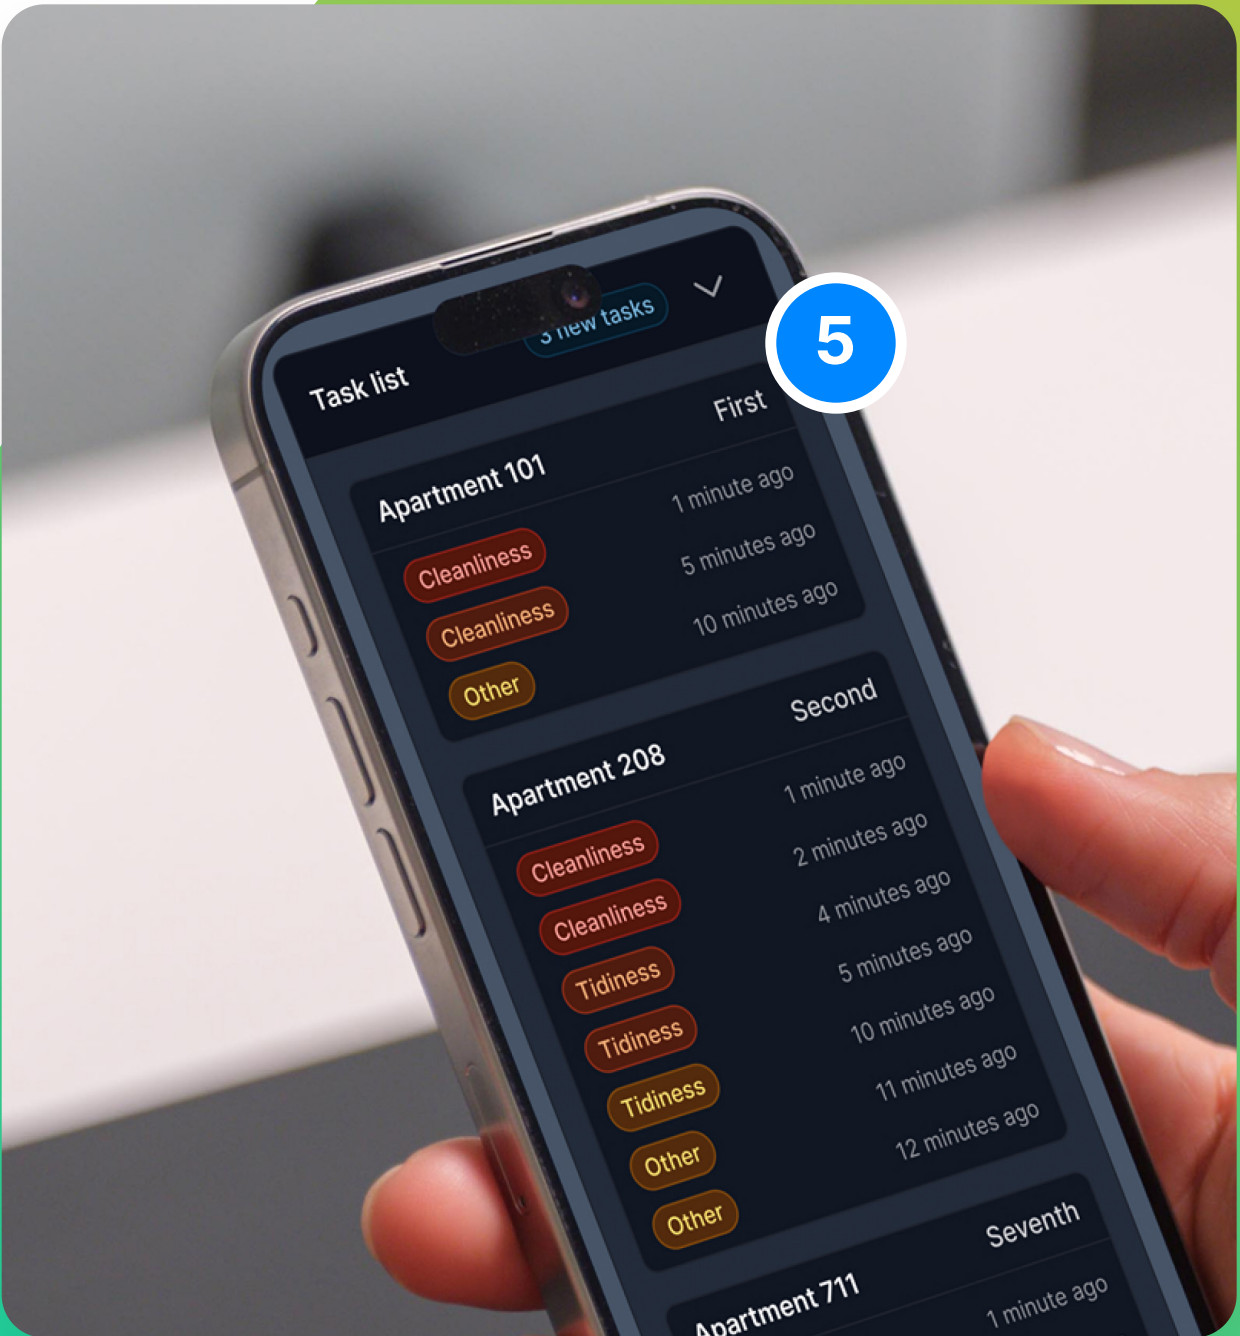 3 new tasks
5
Task list
First
Apartment 101
Cleanliness 1 minute ago
Cleanliness 5 minutes ago
Other 10 minutes ago
Second
Apartment 208
Cleanliness 1 minute ago
Cleanliness 2 minutes ago
Tidiness 4 minutes ago
Tidiness 5 minutes ago
Tidiness 10 minutes ago
Other 11 minutes ago
Other 12 minutes ago
Seventh
Apartment 711
1 minute ago